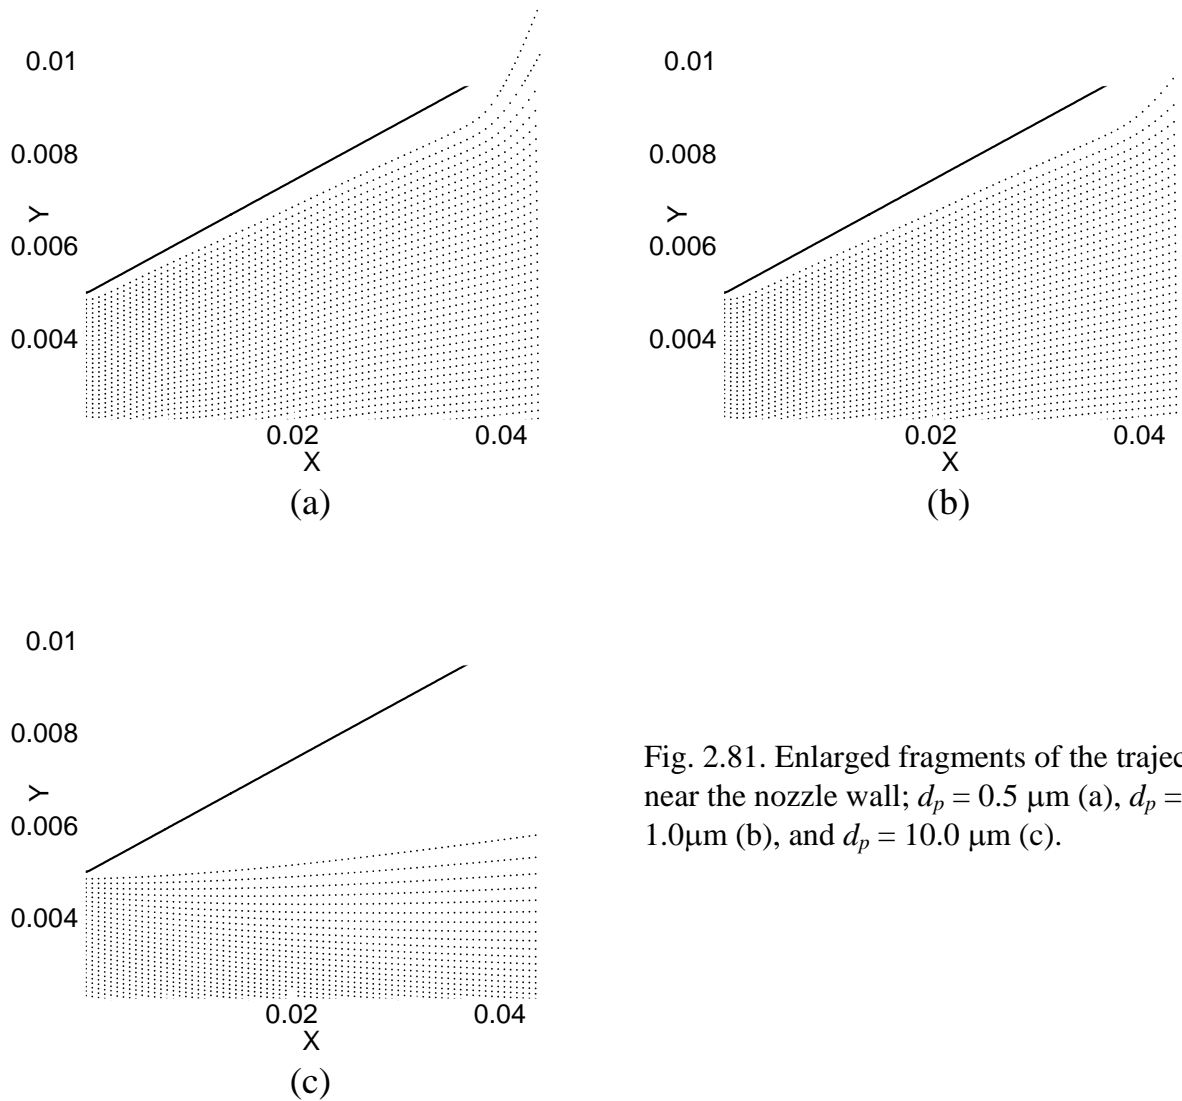 0.01
0.008
Y
0.006
0.004
0.02 0.04
X
(a)
0.01
0.008
Y
0.006
0.004
0.02 0.04
X
(b)
0.01
0.008
Y
0.006
0.004
0.02 0.04
X
(c)
Fig. 2.81. Enlarged fragments of the
near the nozzle wall; dp = 0.5 μm (a), dp =
1.0μm (b), and dp = 10.0 μm (c).